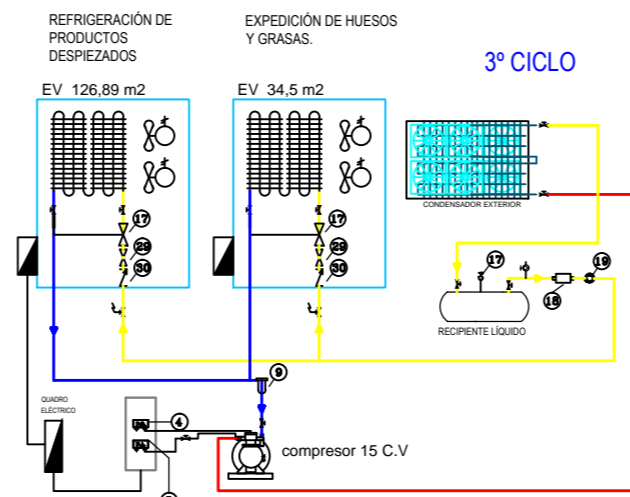 REFRIGERACIÓN DE
PRODUCTOS
DESPIEZADOS
EXPEDICIÓN DE HUESOS
Y GRASAS.
3º CICLO
EV 126,89 m2
EV 34,5 m2
CONDENSADOR EXTERIOR
17
29
30
17
29
30
17
18
19
RECIPIENTE LÍQUIDO
9
QUADRO
ELÉCTRICO
4
compresor 15 C.V